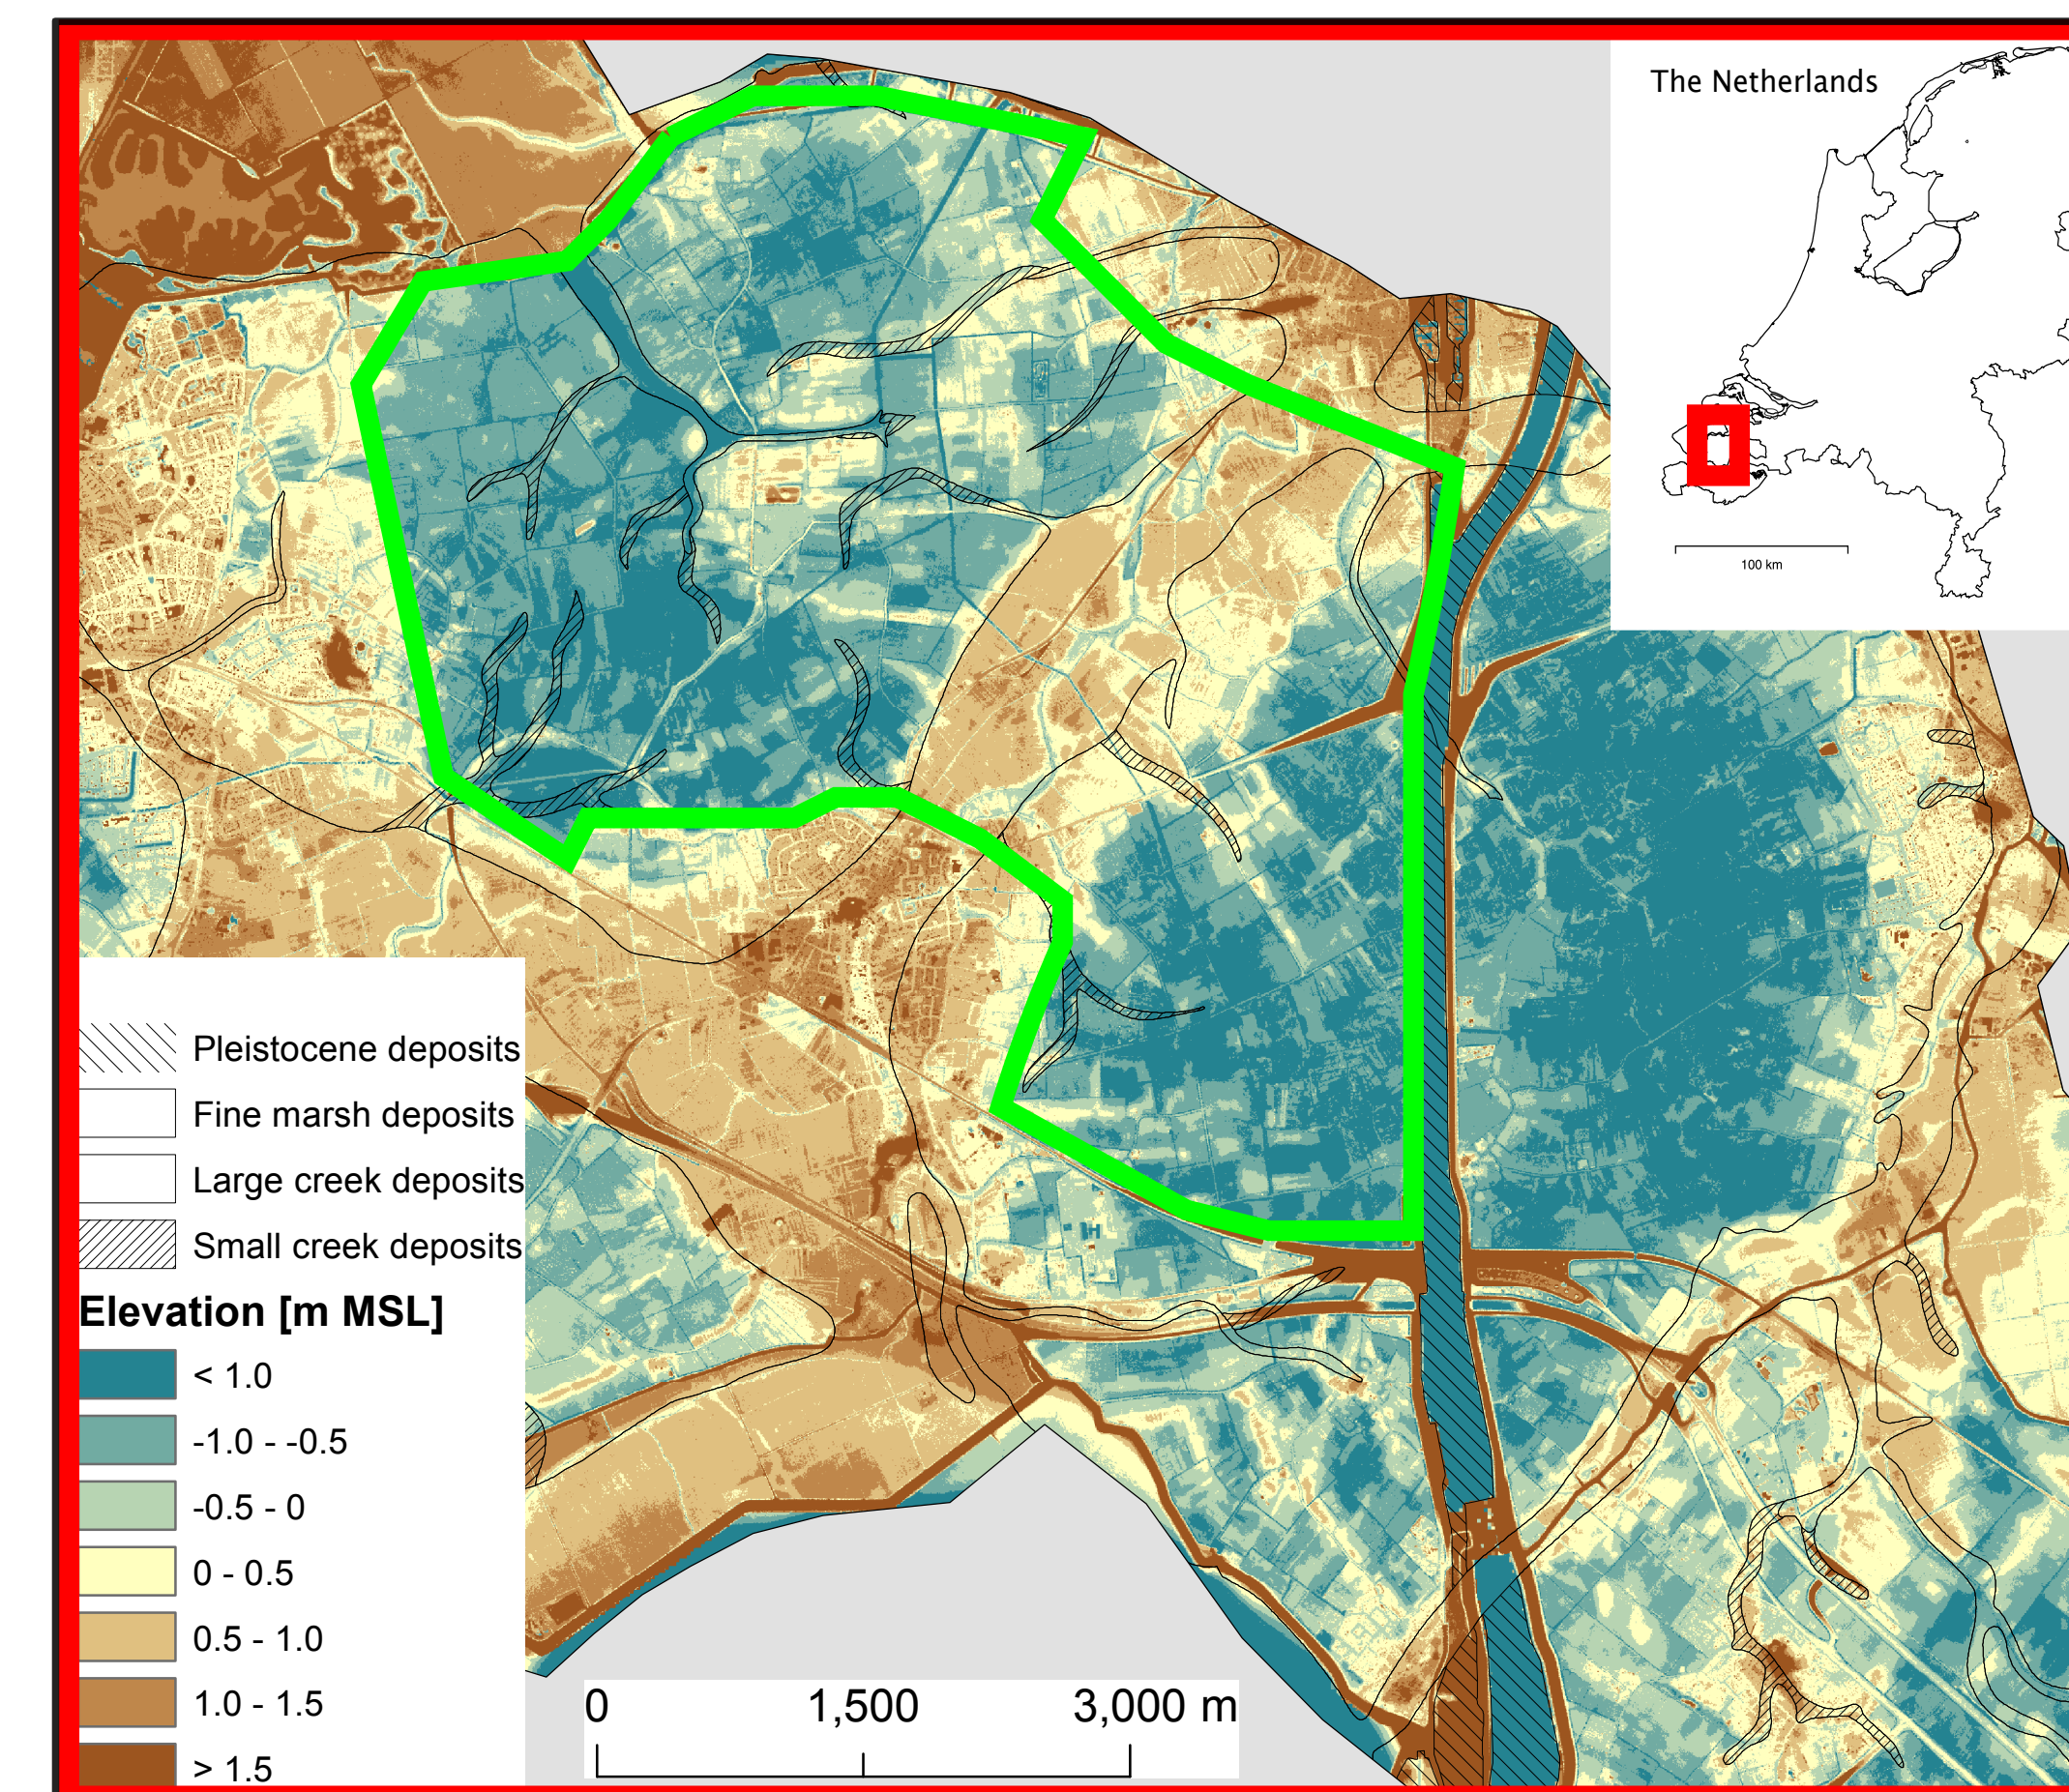 The Netherlands
100 km
Pleistocene deposits
Fine marsh deposits
Large creek deposits
Small creek deposits
Elevation [m MSL]
< 1.0
-1.0 - -0.5
-0.5 - 0
0 - 0.5
0.5 - 1.0
1.0 - 1.5
> 1.5
0 1,500 3,000 m